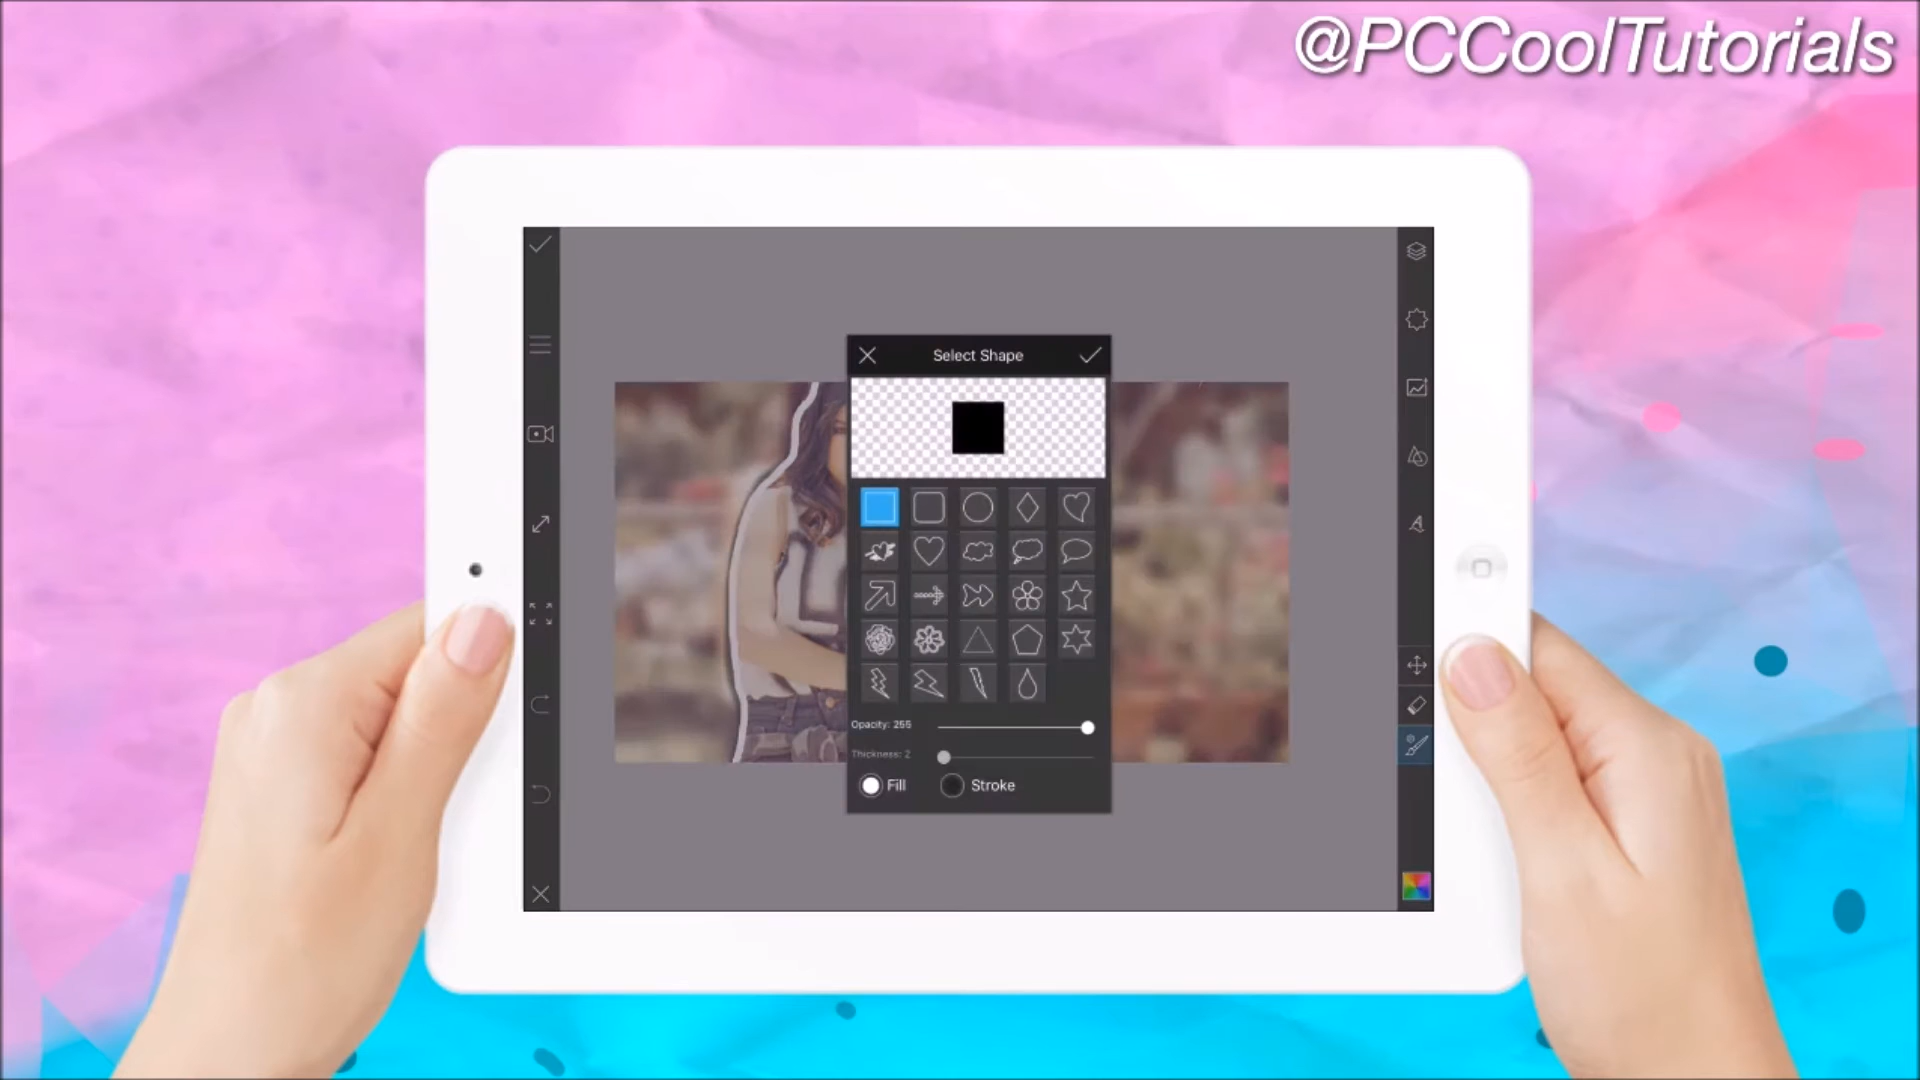 @PCCoolTutorials
Select Shape
Opacity: 255
Thickness: 2
Fill
Stroke